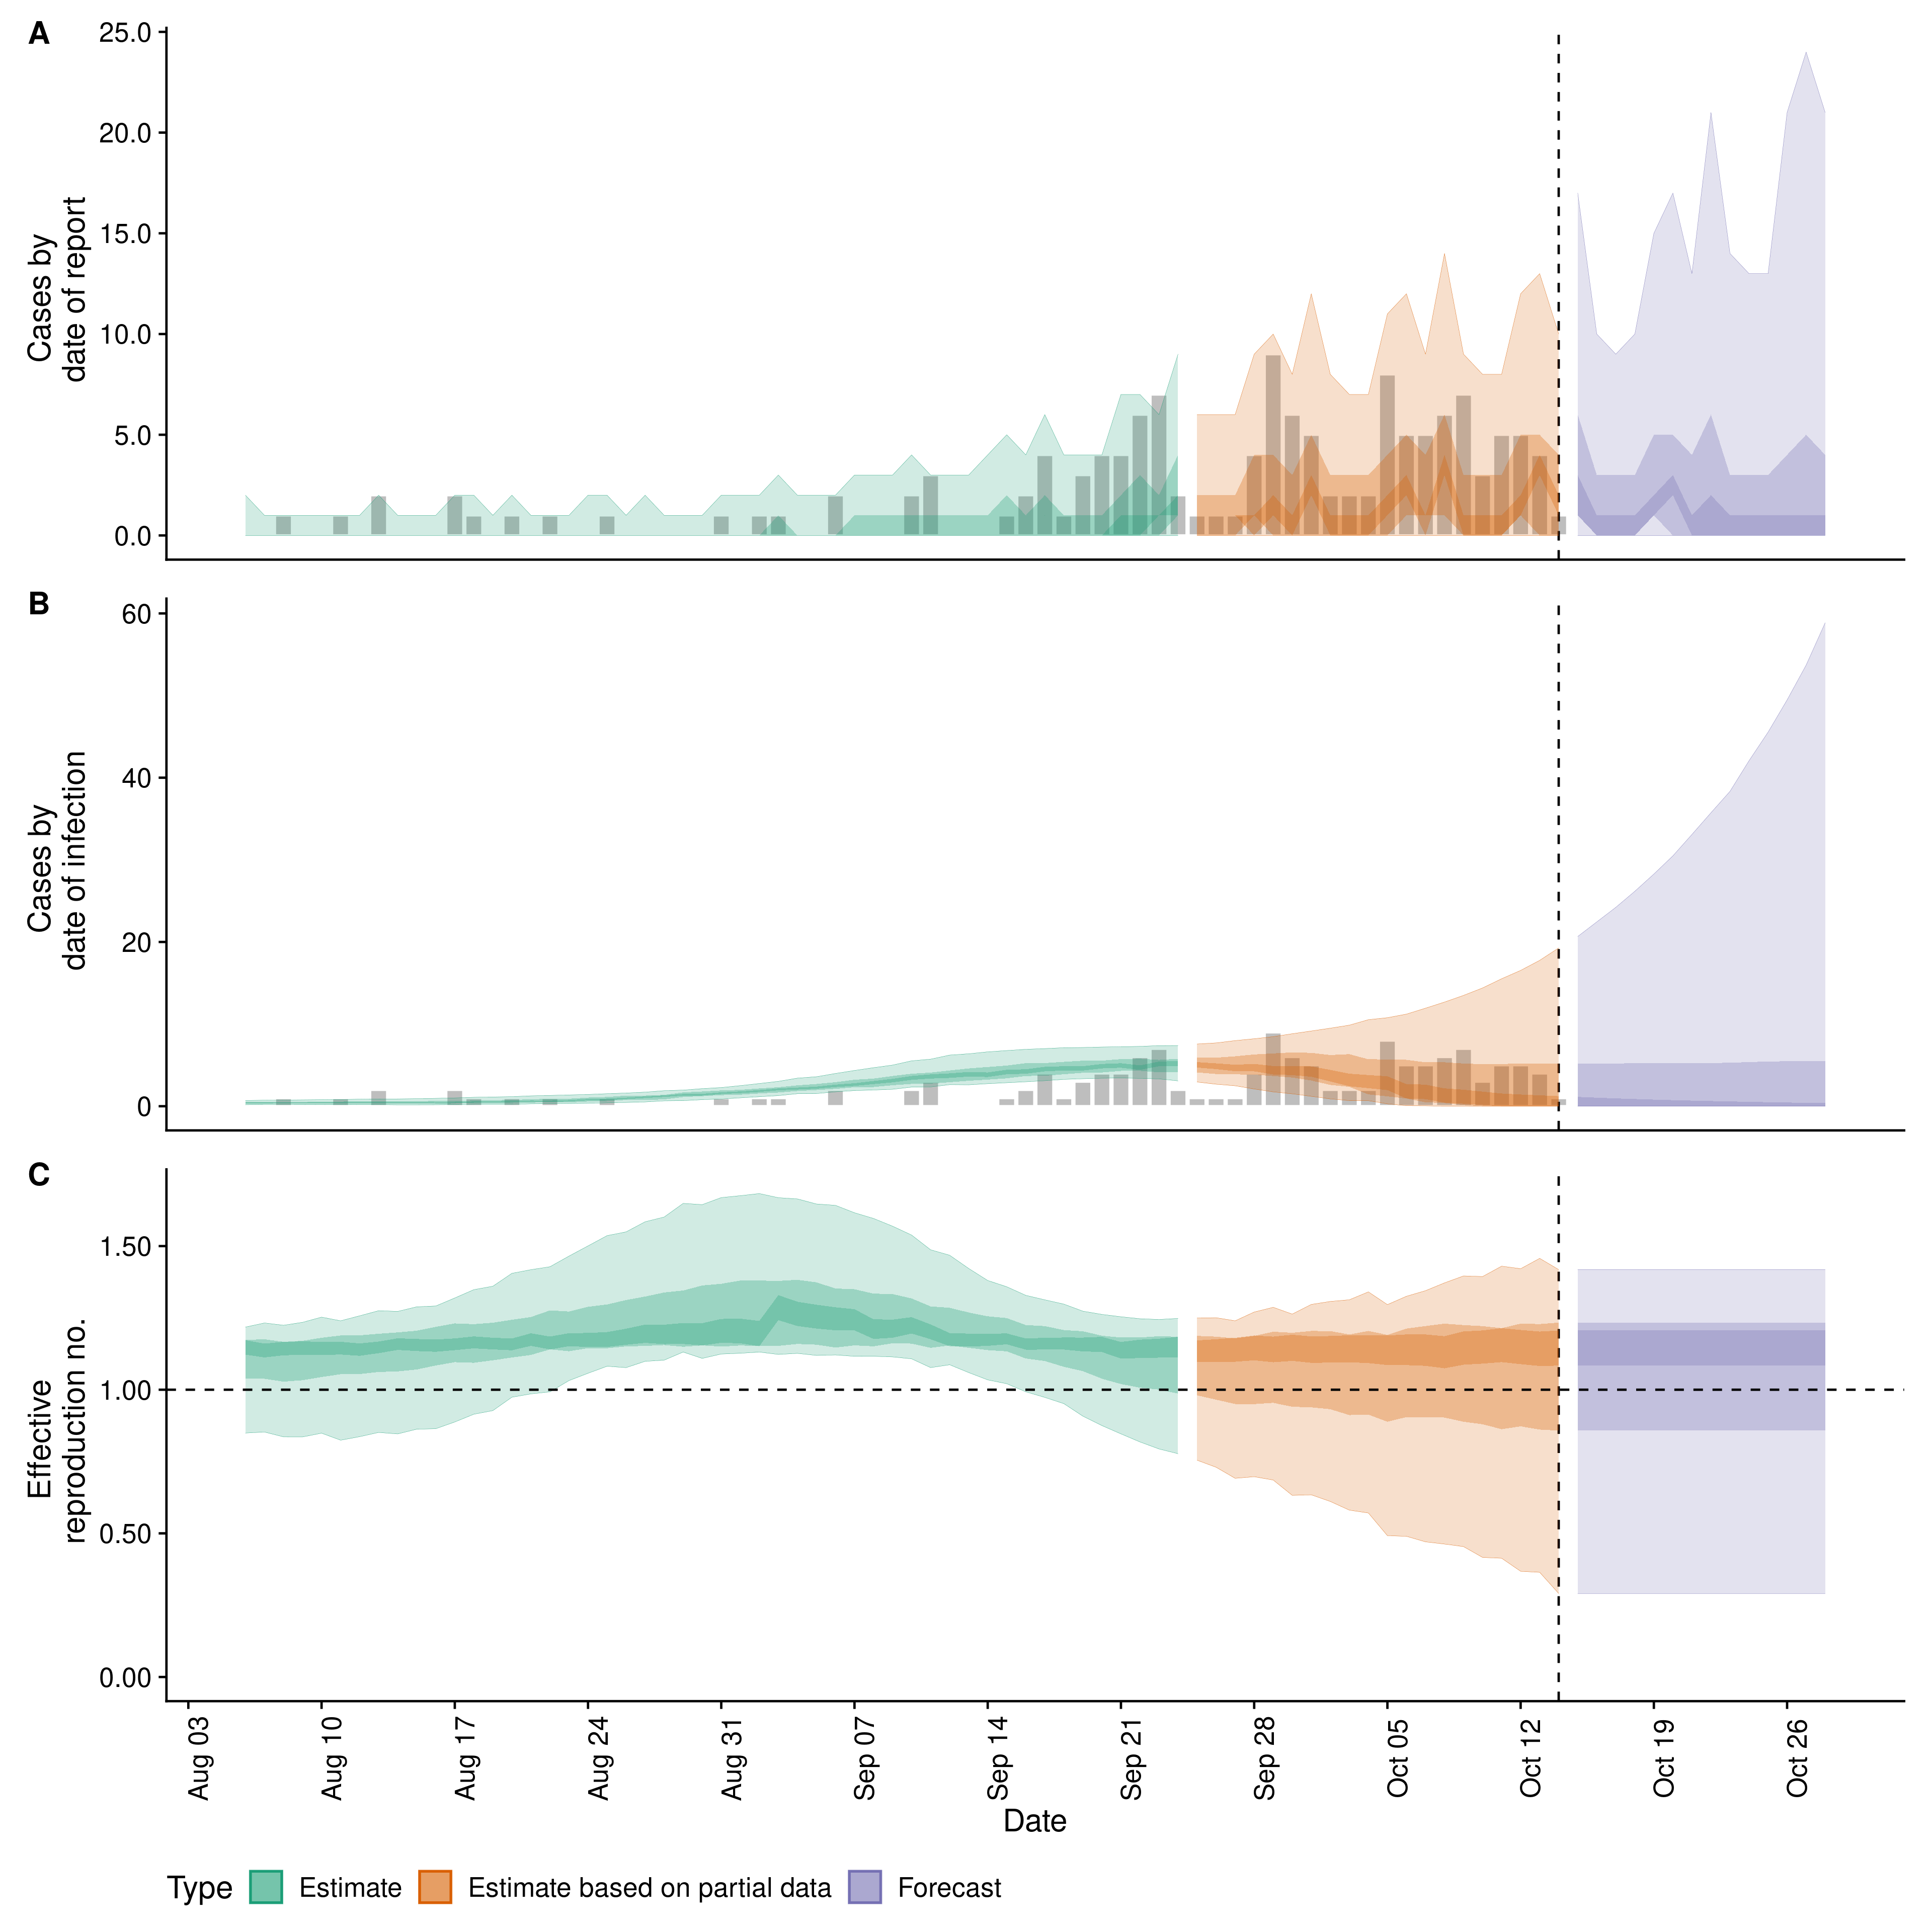 A
25.0
20.0
15.0
10.0
5.0
0.0
Cases by
date of report
B
60
40
20
0
Cases by
date of infection
C
1.50
1.00
0.50
0.00
Effective
reproduction no.
Aug 03
Aug 10
Aug 17
Aug 24
Aug 31
Sep 07
Sep 14
Sep 21
Sep 28
Oct 05
Oct 12
Oct 19
Oct 26
Date
Type Estimate Estimate based on partial data Forecast